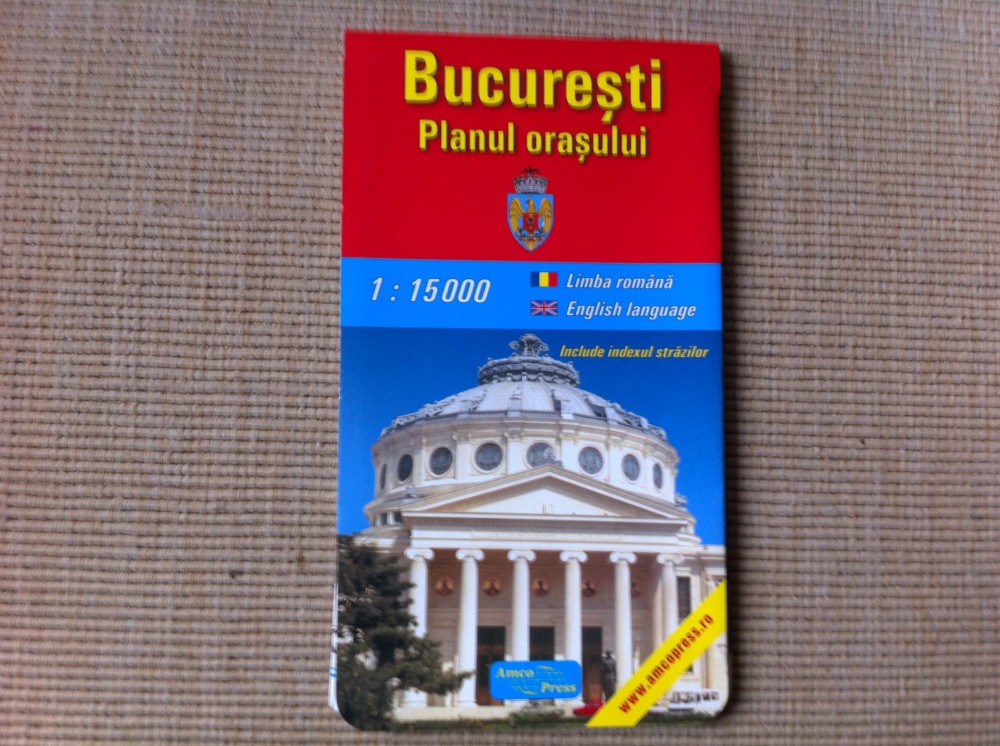 București
Planul orașului
1 : 15000
Limba română
English language
Include indexul străzilor
Amco
Press
www.amcopress.ro